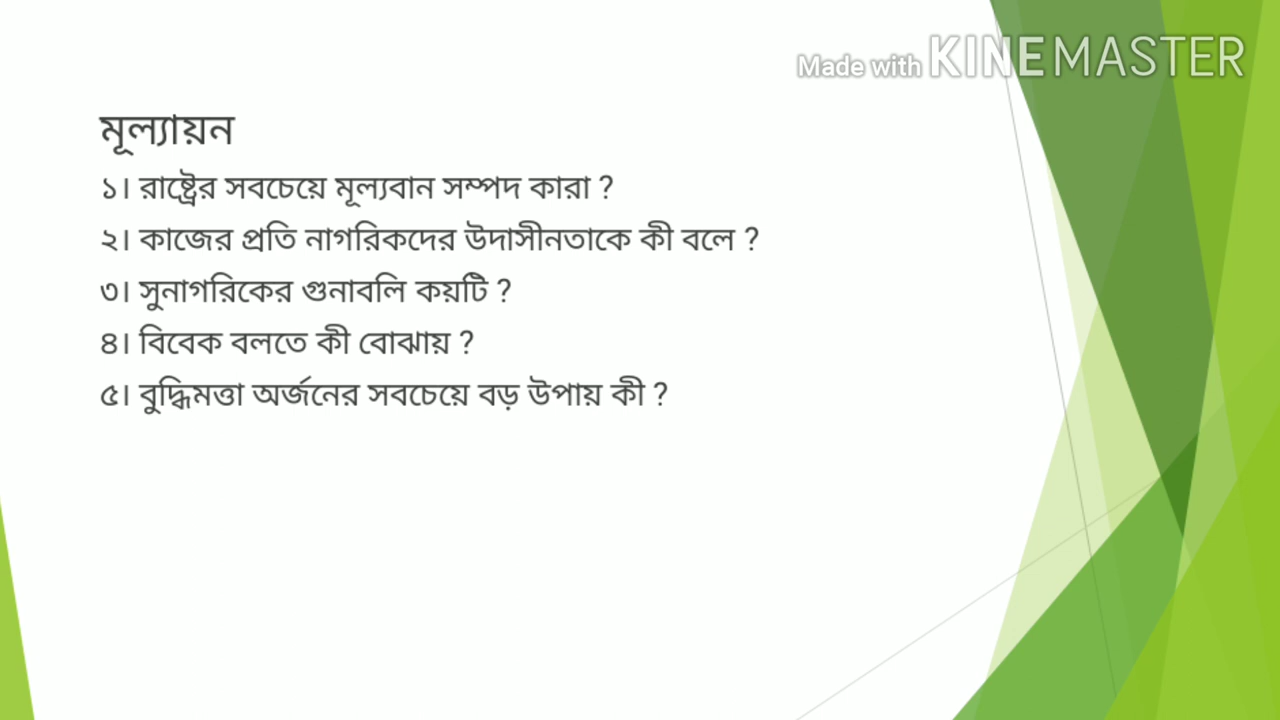 Made with KINEMASTER
মূল্যায়ন
১। রাষ্ট্রের সবচেয়ে মূল্যবান সম্পদ কারা ?
২। কাজের প্রতি নাগরিকদের উদাসীনতাকে কী বলে ?
৩। সুনাগরিকের গুনাবলি কয়টি ?
৪। বিবেক বলতে কী বোঝায় ?
৫। বুদ্ধিমত্তা অর্জনের সবচেয়ে বড় উপায় কী ?